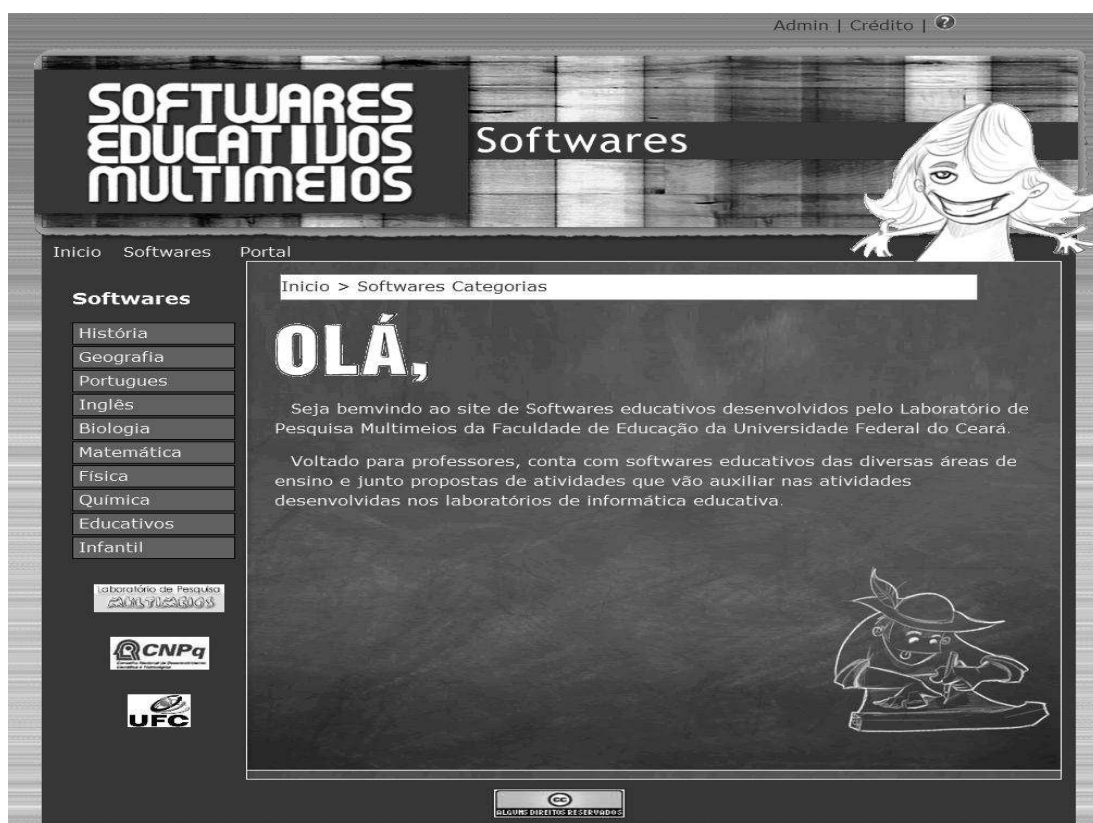 Admin | Crédito | ?
SOFTWARES
EDUCATIVOS
MULTIMEIOS
Softwares
Inicio Softwares Portal
Softwares
História
Geografia
Portugues
Inglês
Biologia
Matemática
Física
Química
Educativos
Infantil
Laboratório de Pesquisa
MULTIMEIOS
CNPq
UFC
Inicio > Softwares Categorias
OLÁ,
Seja bemvindo ao site de Softwares educativos desenvolvidos pelo Laboratório de
Pesquisa Multimeios da Faculdade de Educação da Universidade Federal do Ceará.
Voltado para professores, conta com softwares educativos das diversas áreas de
ensino e junto propostas de atividades que vão auxiliar nas atividades
desenvolvidas nos laboratórios de informática educativa.
cc
ALGUNS DIREITOS RESERVADOS